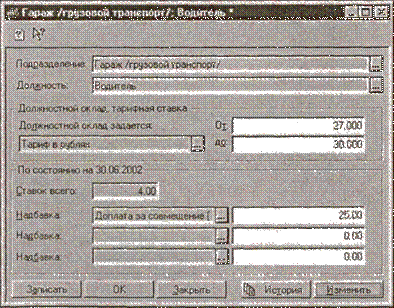 Гараж /грузовой транспорт/: Водитель *
Подразделение: Гараж /грузовой транспорт/ ...
Должность: Водитель ...
Должностной оклад, тарифная ставка
Должностной оклад задается: От 27.000
Тариф в рублях ... до: 30.000
По состоянию на 30.06.2002
Ставок всего: 4.00
Надбавка: Доплата за совмещение ( ... 25.00
Надбавка: ... 0.00
Надбавка: ... 0.00
Записать OK Закрыть История Изменить